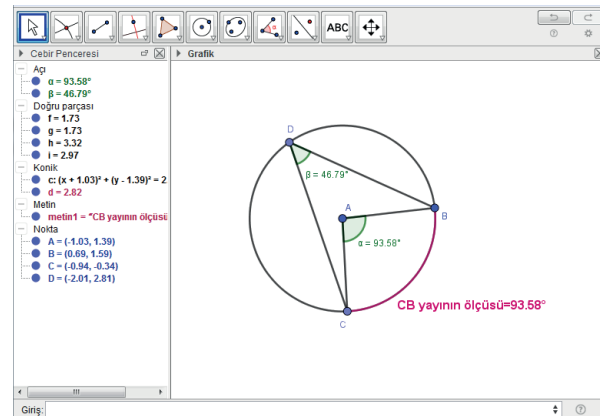 ABC
Cebir Penceresi
Grafik
Açı
α = 93.58°
β = 46.79°
Doğru parçası
f = 1.73
g = 1.73
h = 3.32
i = 2.97
Konik
c: (x + 1.03)² + (y - 1.39)² = 2
d = 2.82
Metin
metin1 = "CB yayının ölçüsü
Nokta
A = (-1.03, 1.39)
B = (0.69, 1.59)
C = (-0.94, -0.34)
D = (-2.01, 2.81)
D
β = 46.79°
A
B
α = 93.58°
CB yayının ölçüsü=93.58°
C
Giriş: